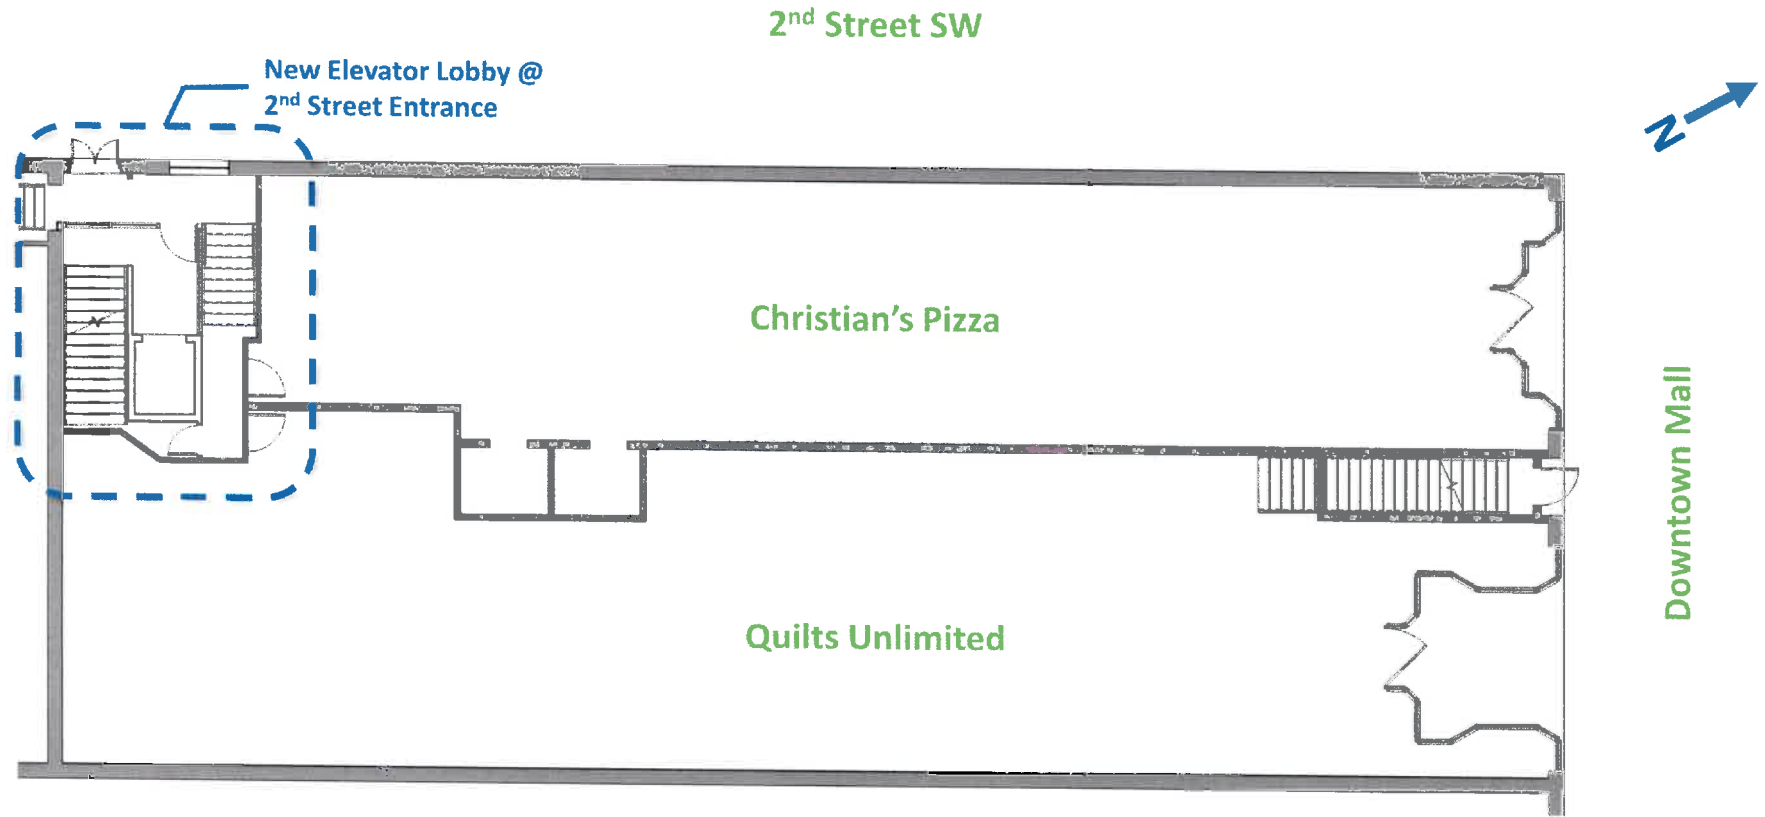 2nd Street SW
New Elevator Lobby @
2nd Street Entrance
N
Christian's Pizza
Downtown Mall
Quilts Unlimited